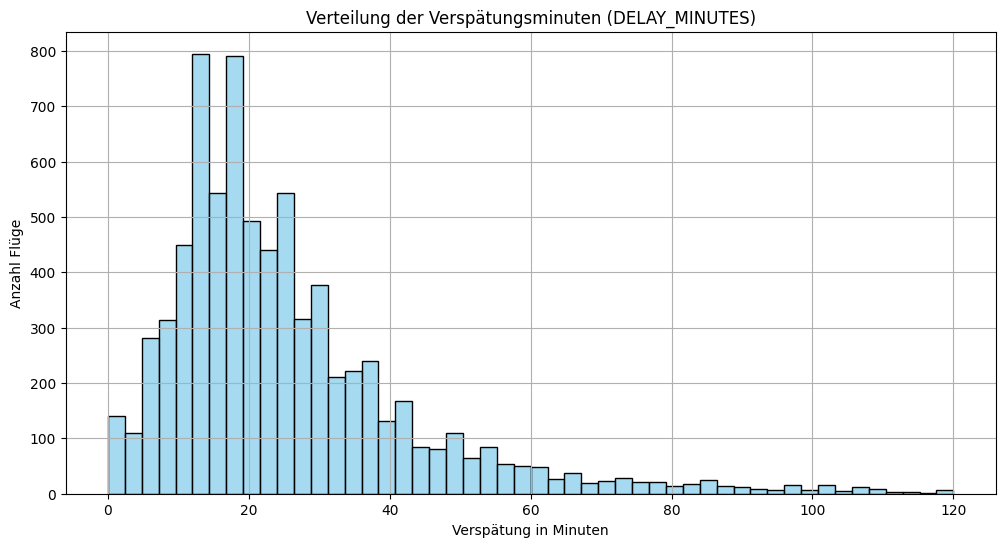 Verteilung der Verspätungsminuten (DELAY_MINUTES)
Anzahl Flüge
800
700
600
500
400
300
200
100
0
0 20 40 60 80 100 120
Verspätung in Minuten